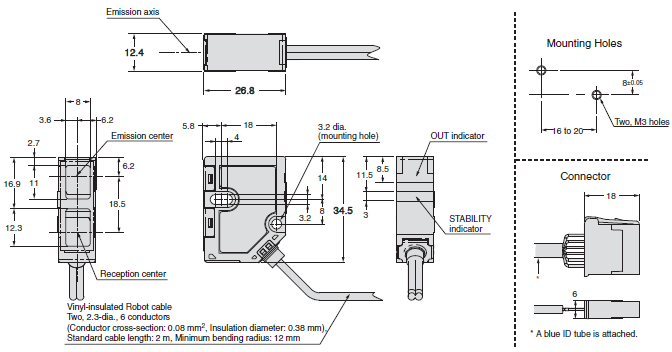 Emission axis
12.4
26.8
Mounting Holes
8±0.05
Two, M3 holes
16 to 20
8
3.6
6.2
Emission center
2.7
6.2
16.9
11
18.5
12.3
Reception center
5.8
18
4
3.2 dia.
(mounting hole)
14
8
3.2
34.5
OUT indicator
8.5
11.5
3
STABILITY
indicator
Connector
18
6
*
* A blue ID tube is attached.
Vinyl-insulated Robot cable
Two, 2.3-dia., 6 conductors
(Conductor cross-section: 0.08 mm², Insulation diameter: 0.38 mm),
Standard cable length: 2 m, Minimum bending radius: 12 mm